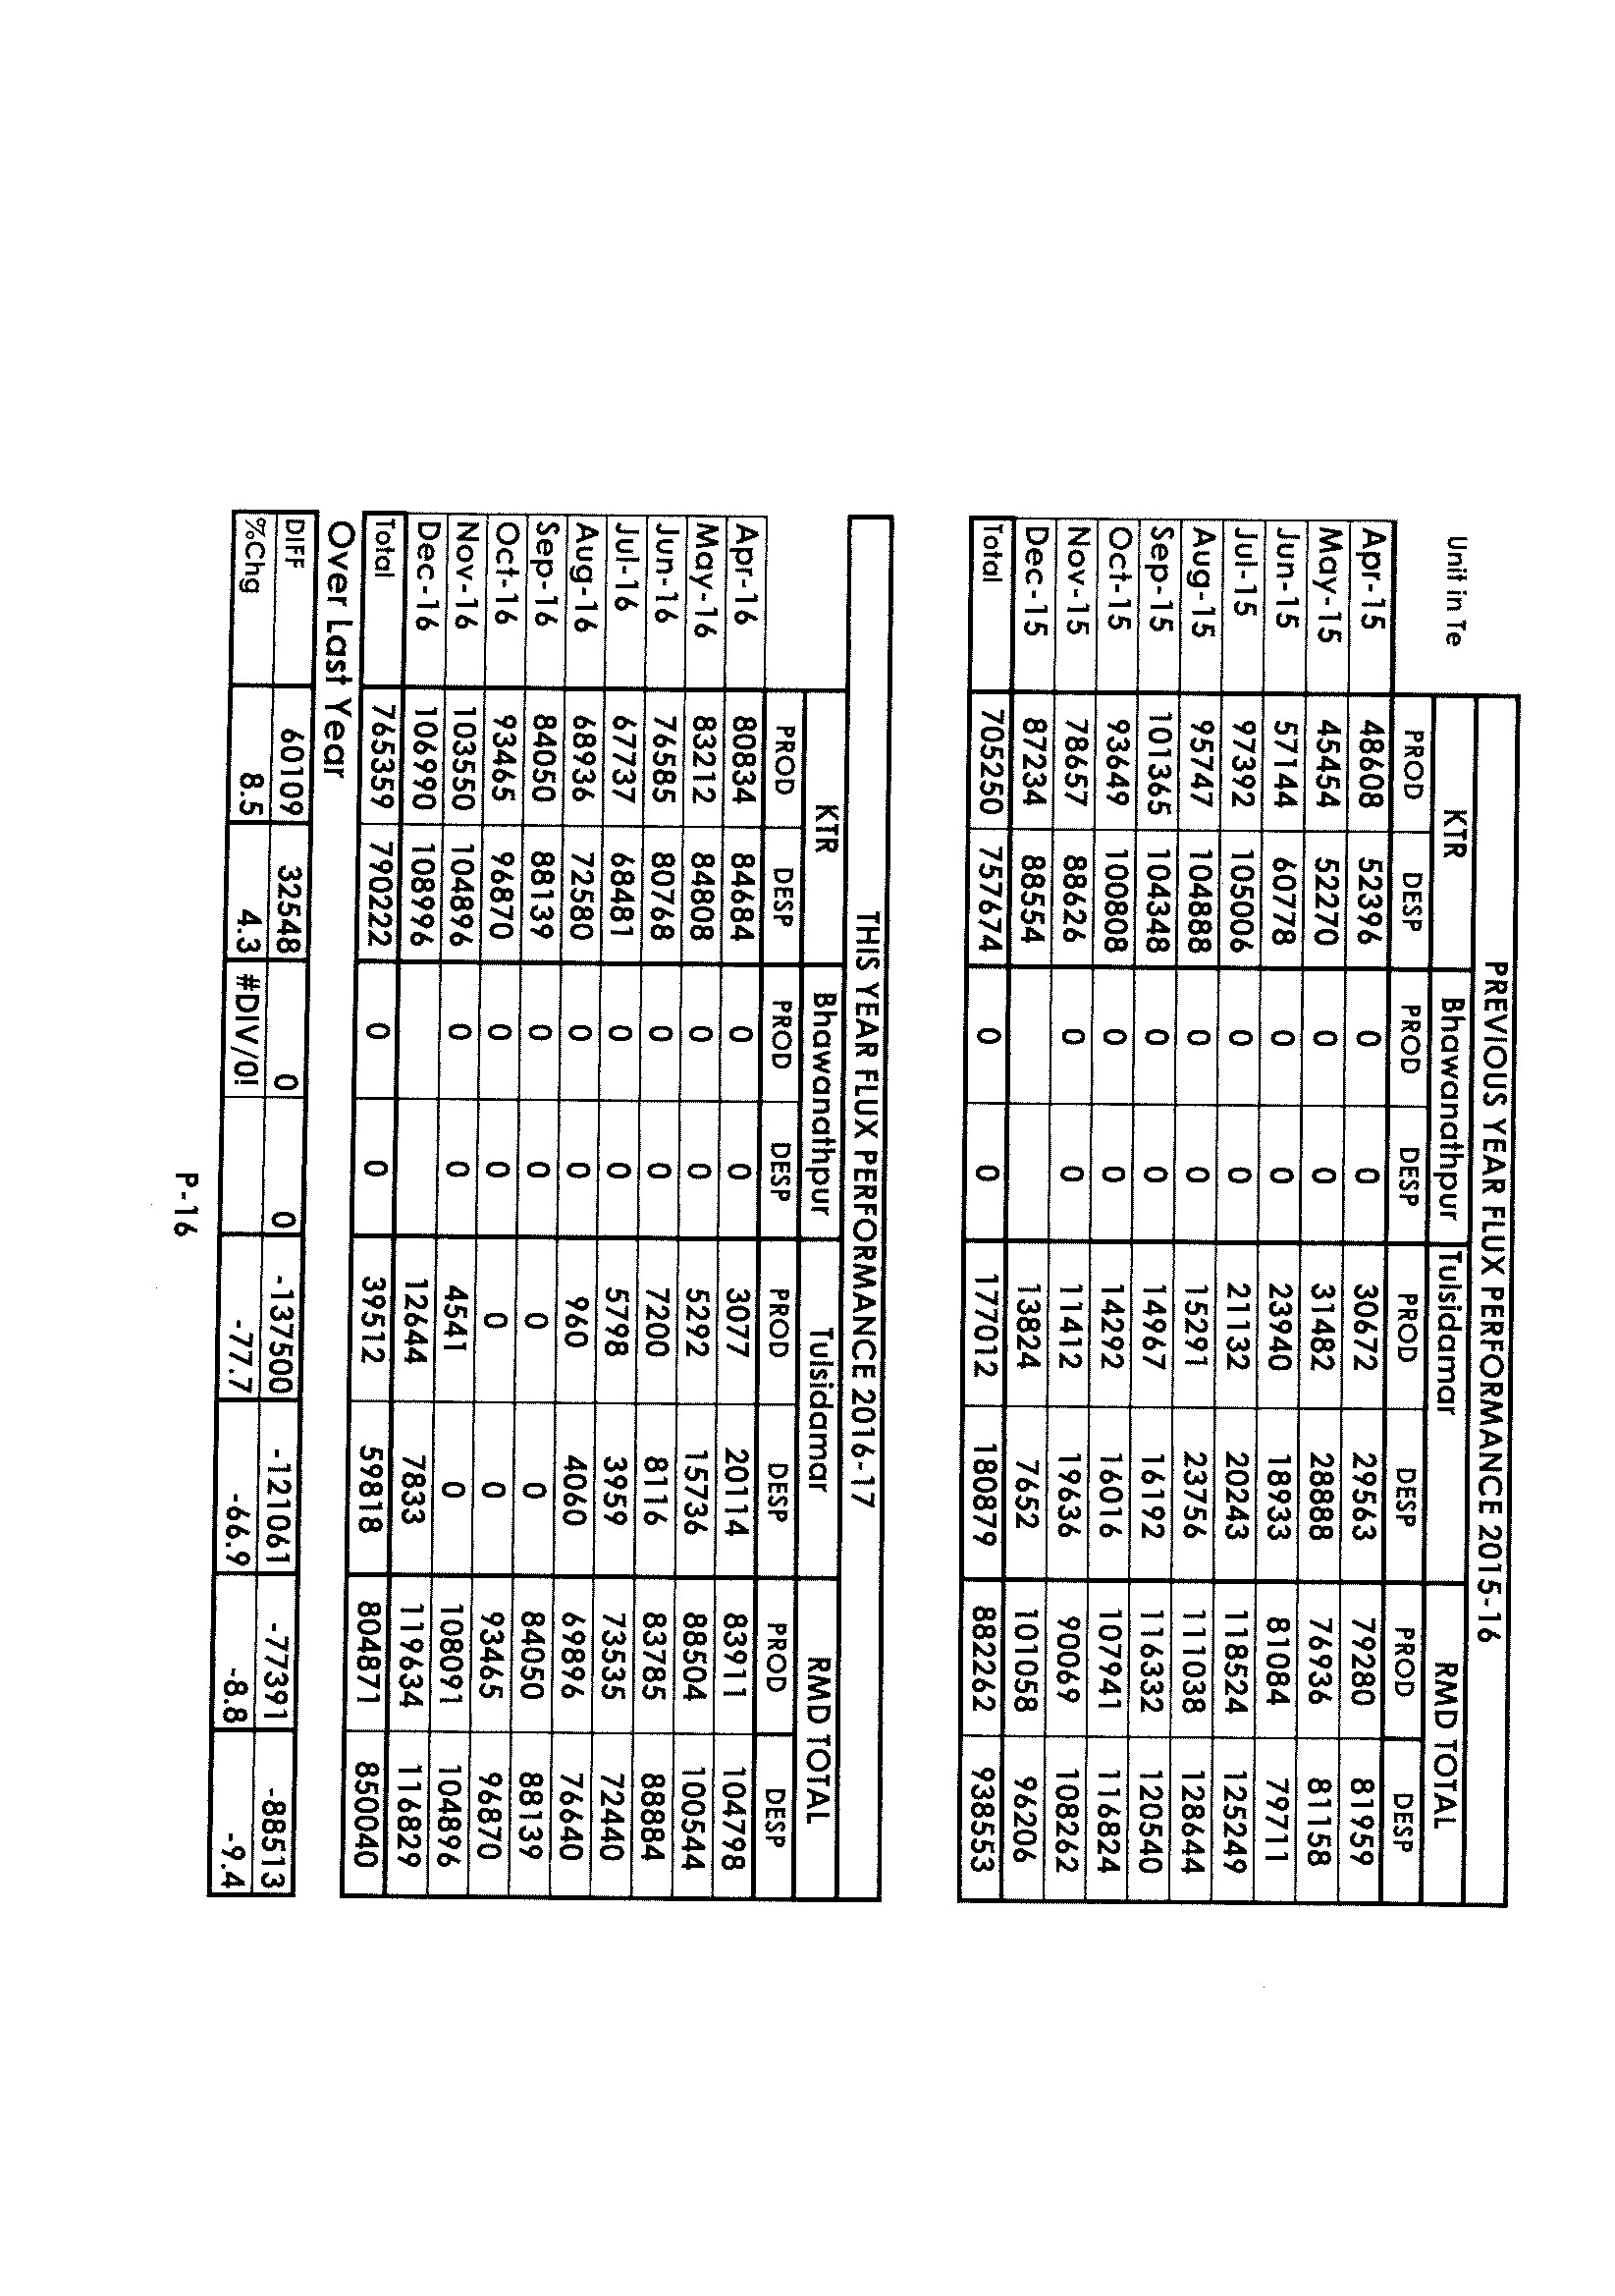 PREVIOUS YEAR FLUX PERFORMANCE 2015-16
Unit in Te KTR Bhawanathpur Tulsidamar RMD TOTAL
PROD DESP PROD DESP PROD DESP PROD DESP
Apr-15 48608 52396 0 0 30672 29563 79280 81959
May-15 45454 52270 0 0 31482 28888 76936 81158
Jun-15 57144 60778 0 0 23940 18933 81084 79711
Jul-15 97392 105006 0 0 21132 20243 118524 125249
Aug-15 95747 104888 0 0 15291 23756 111038 128644
Sep-15 101365 104348 0 0 14967 16192 116332 120540
Oct-15 93649 100808 0 0 14292 16016 107941 116824
Nov-15 78657 88626 0 0 11412 19636 90069 108262
Dec-15 87234 88554 13824 7652 101058 96206
Total 705250 757674 0 0 177012 180879 882262 938553
THIS YEAR FLUX PERFORMANCE 2016-17
KTR Bhawanathpur Tulsidamar RMD TOTAL
PROD DESP PROD DESP PROD DESP PROD DESP
Apr-16 80834 84684 0 0 3077 20114 83911 104798
May-16 83212 84808 0 0 5292 15736 88504 100544
Jun-16 76585 80768 0 0 7200 8116 83785 88884
Jul-16 67737 68481 0 0 5798 3959 73535 72440
Aug-16 68936 72580 0 0 960 4060 69896 76640
Sep-16 84050 88139 0 0 0 0 84050 88139
Oct-16 93465 96870 0 0 0 0 93465 96870
Nov-16 103550 104896 0 0 4541 0 108091 104896
Dec-16 106990 108996 12644 7833 119634 116829
Total 765359 790222 0 0 39512 59818 804871 850040
Over Last Year
DIFF 60109 32548 0 0 -137500 -121061 -77391 -88513
%Chg 8.5 4.3 #DIV/0! -77.7 -66.9 -8.8 -9.4
P-16